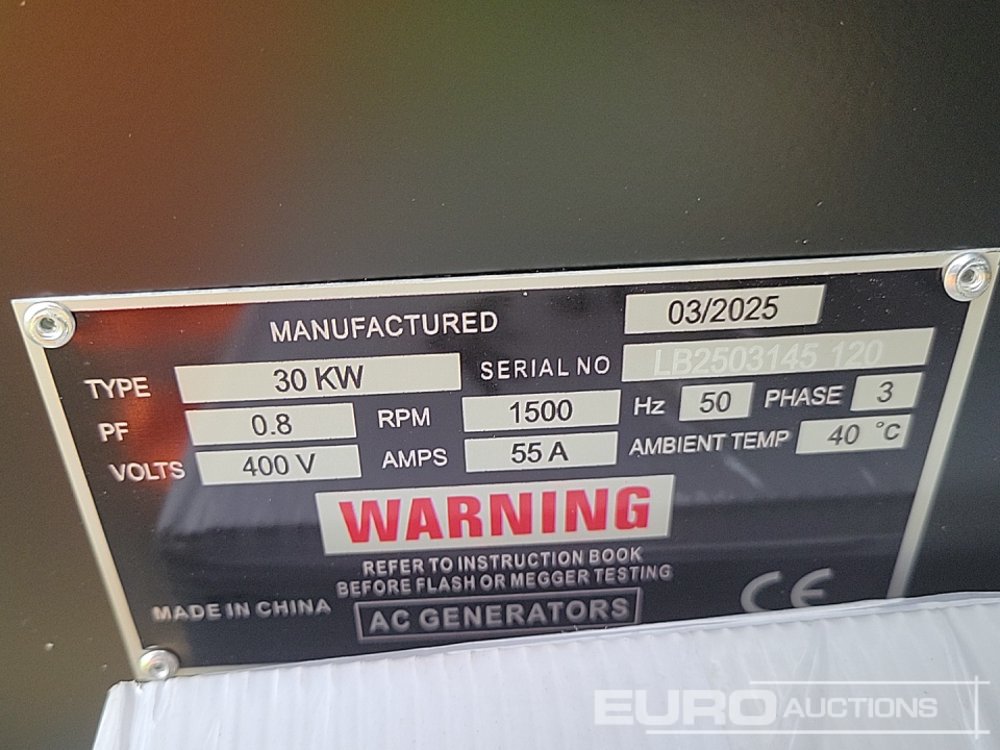 MANUFACTURED 03/2025
TYPE 30 KW SERIAL NO LB2503145 120
PF 0.8 RPM 1500 Hz 50 PHASE 3
VOLTS 400 V AMPS 55 A AMBIENT TEMP 40 °C
WARNING
REFER TO INSTRUCTION BOOK
BEFORE FLASH OR MEGGER TESTING
MADE IN CHINA AC GENERATORS CE
EURO AUCTIONS